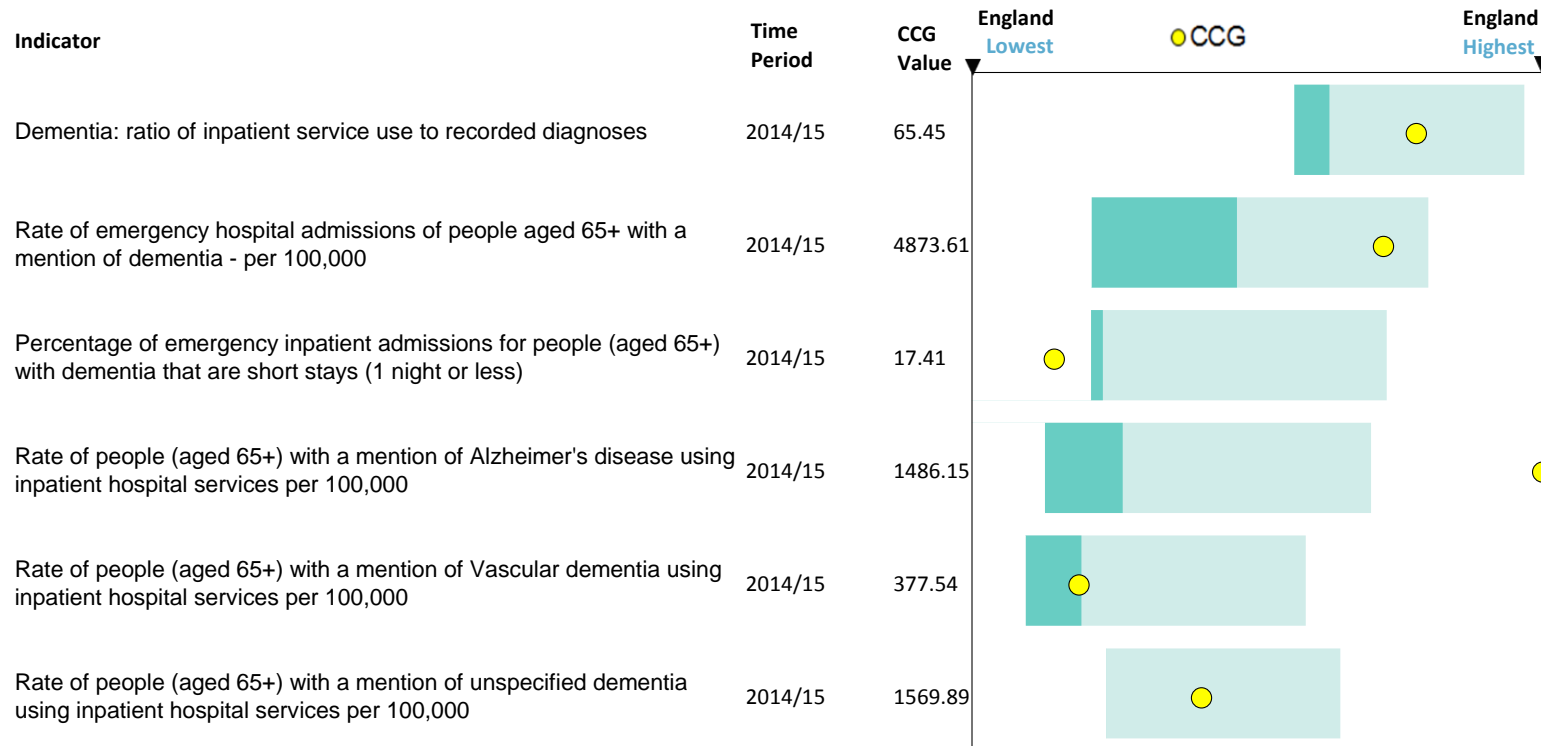 Indicator
Time Period
CCG Value
England Lowest
CCG
England Highest
Dementia: ratio of inpatient service use to recorded diagnoses
2014/15
65.45
Rate of emergency hospital admissions of people aged 65+ with a
mention of dementia - per 100,000
2014/15
4873.61
Percentage of emergency inpatient admissions for people (aged 65+)
with dementia that are short stays (1 night or less)
2014/15
17.41
Rate of people (aged 65+) with a mention of Alzheimer's disease using
inpatient hospital services per 100,000
2014/15
1486.15
Rate of people (aged 65+) with a mention of Vascular dementia using
inpatient hospital services per 100,000
2014/15
377.54
Rate of people (aged 65+) with a mention of unspecified dementia
using inpatient hospital services per 100,000
2014/15
1569.89